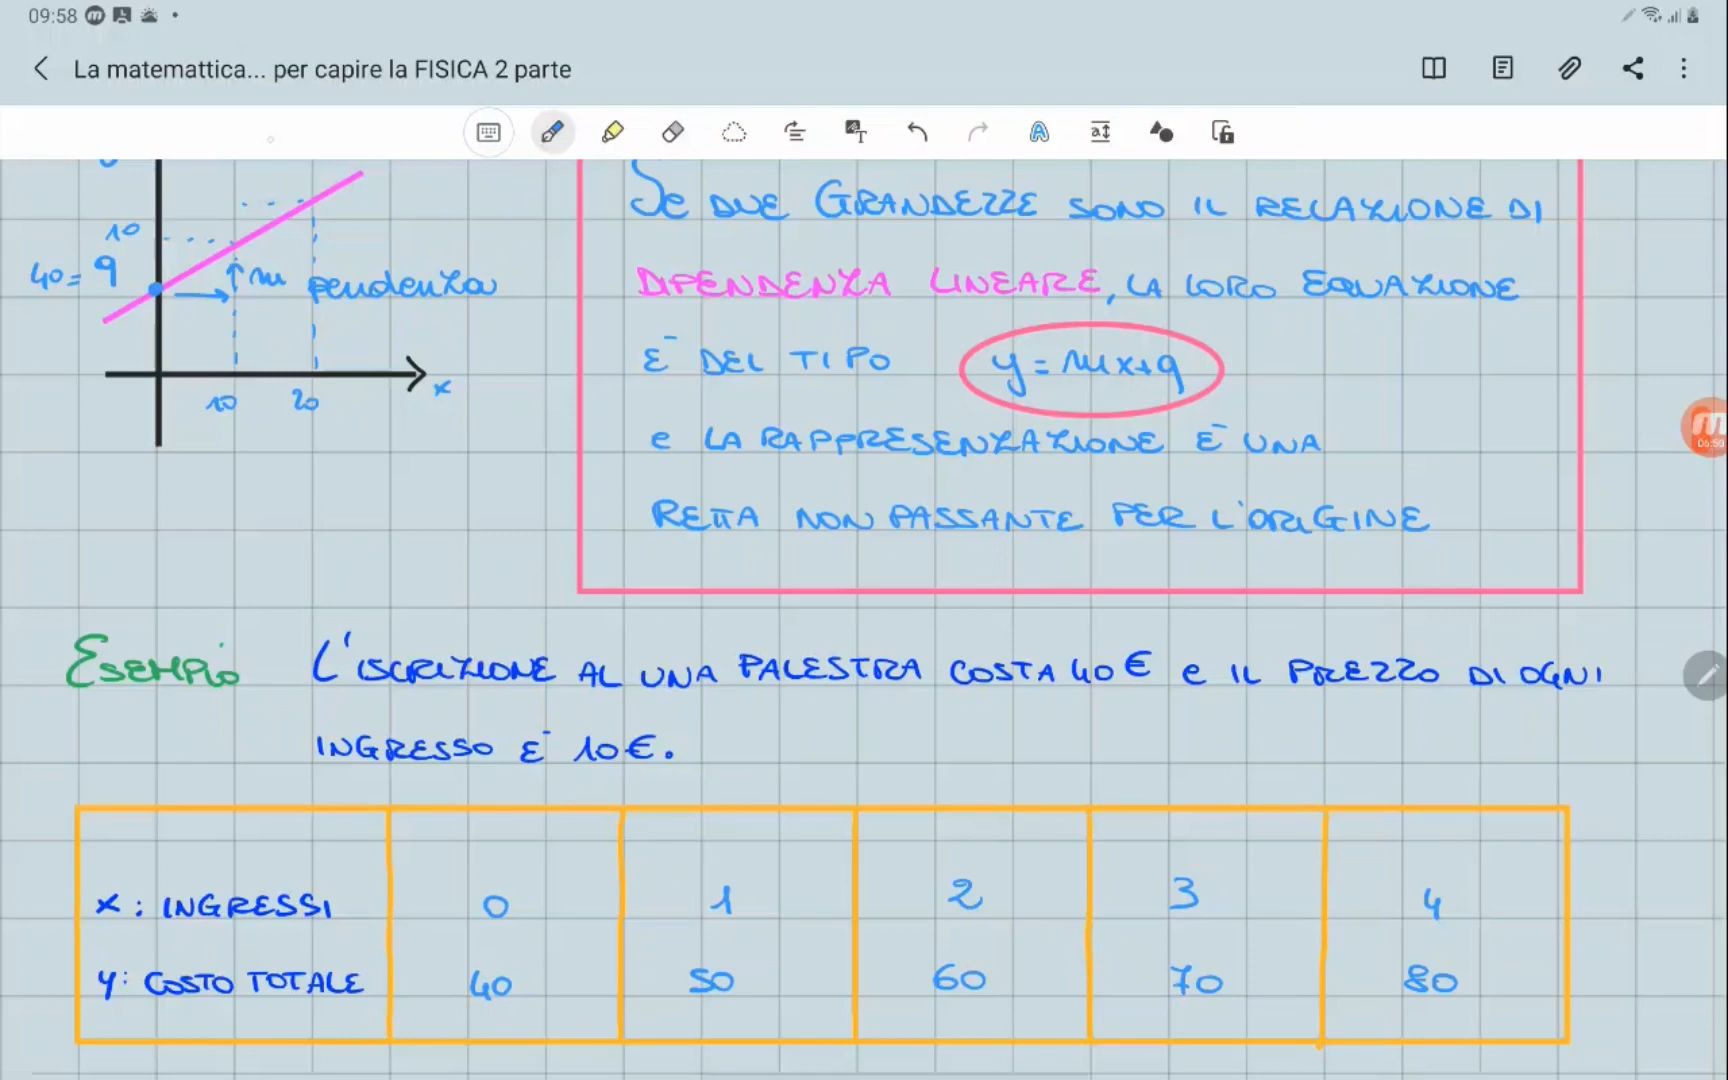 09:58
La matemattica... per capire la FISICA 2 parte
10
40 = q
m pendenza
10
20
x
Se DUE GRANDEZZE SONO IL RELAZIONE DI
DIPENDENZA LINEARE, LA LORO EQUAZIONE
E' DEL TIPO y = mx+q
e LA RAPPRESENZAZIONE E' UNA
RETTA NON PASSANTE PER L'ORIGINE
ESEMPIO L'ISCRIZIONE AL UNA PALESTRA COSTA 40 € e IL PREZZO DI OGNI
INGRESSO E' 10 €.
x : INGRESSI 0 1 2 3 4
y : COSTO TOTALE 40 50 60 70 80
06:50